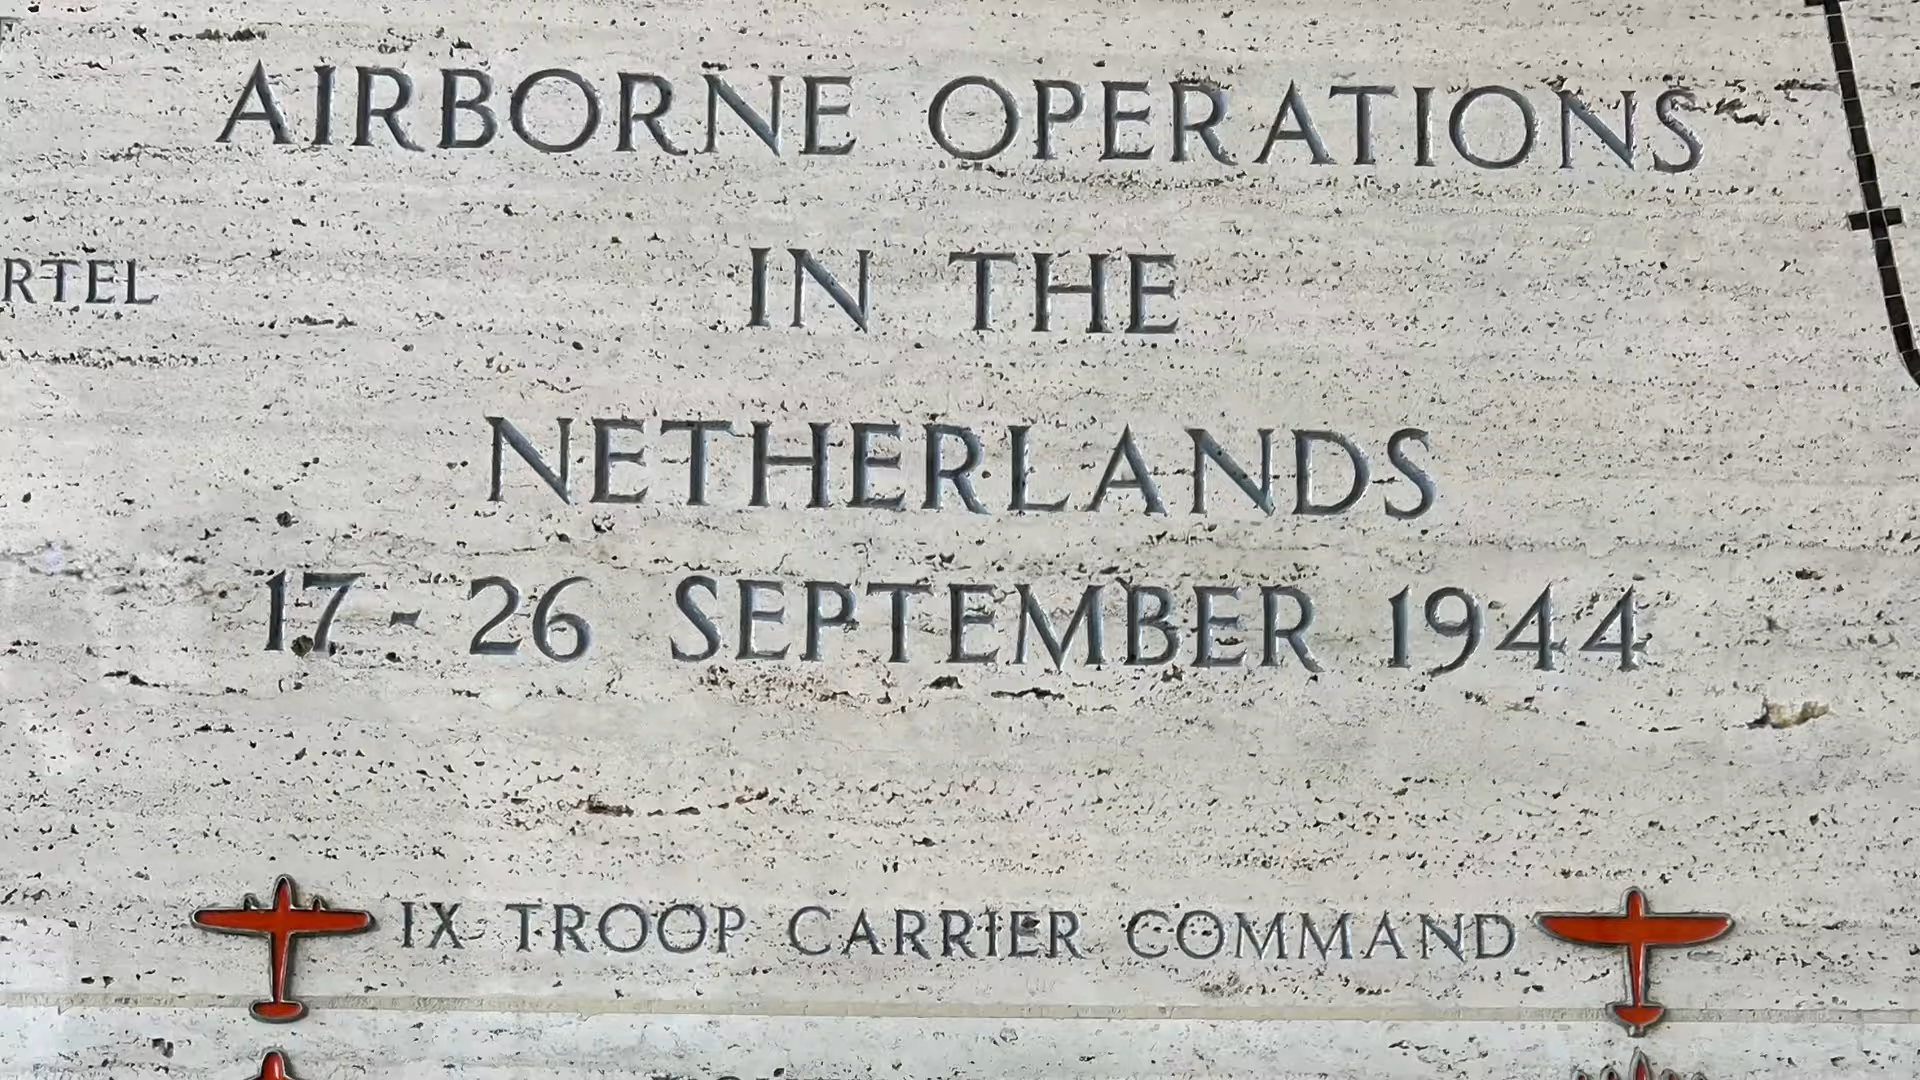 AIRBORNE OPERATIONS
IN THE
RTEL
NETHERLANDS
17 - 26 SEPTEMBER 1944
IX TROOP CARRIER COMMAND